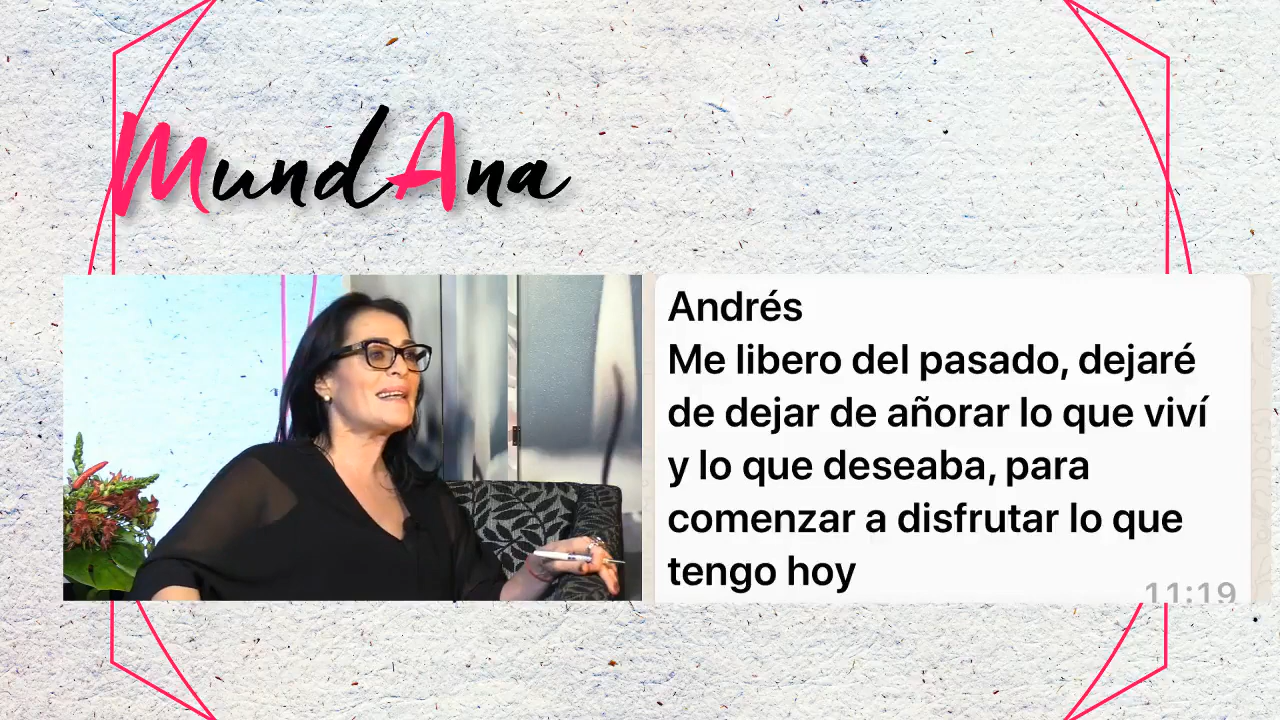 MundAna
Andrés
Me libero del pasado, dejaré
de dejar de añorar lo que viví
y lo que deseaba, para
comenzar a disfrutar lo que
tengo hoy
11:19